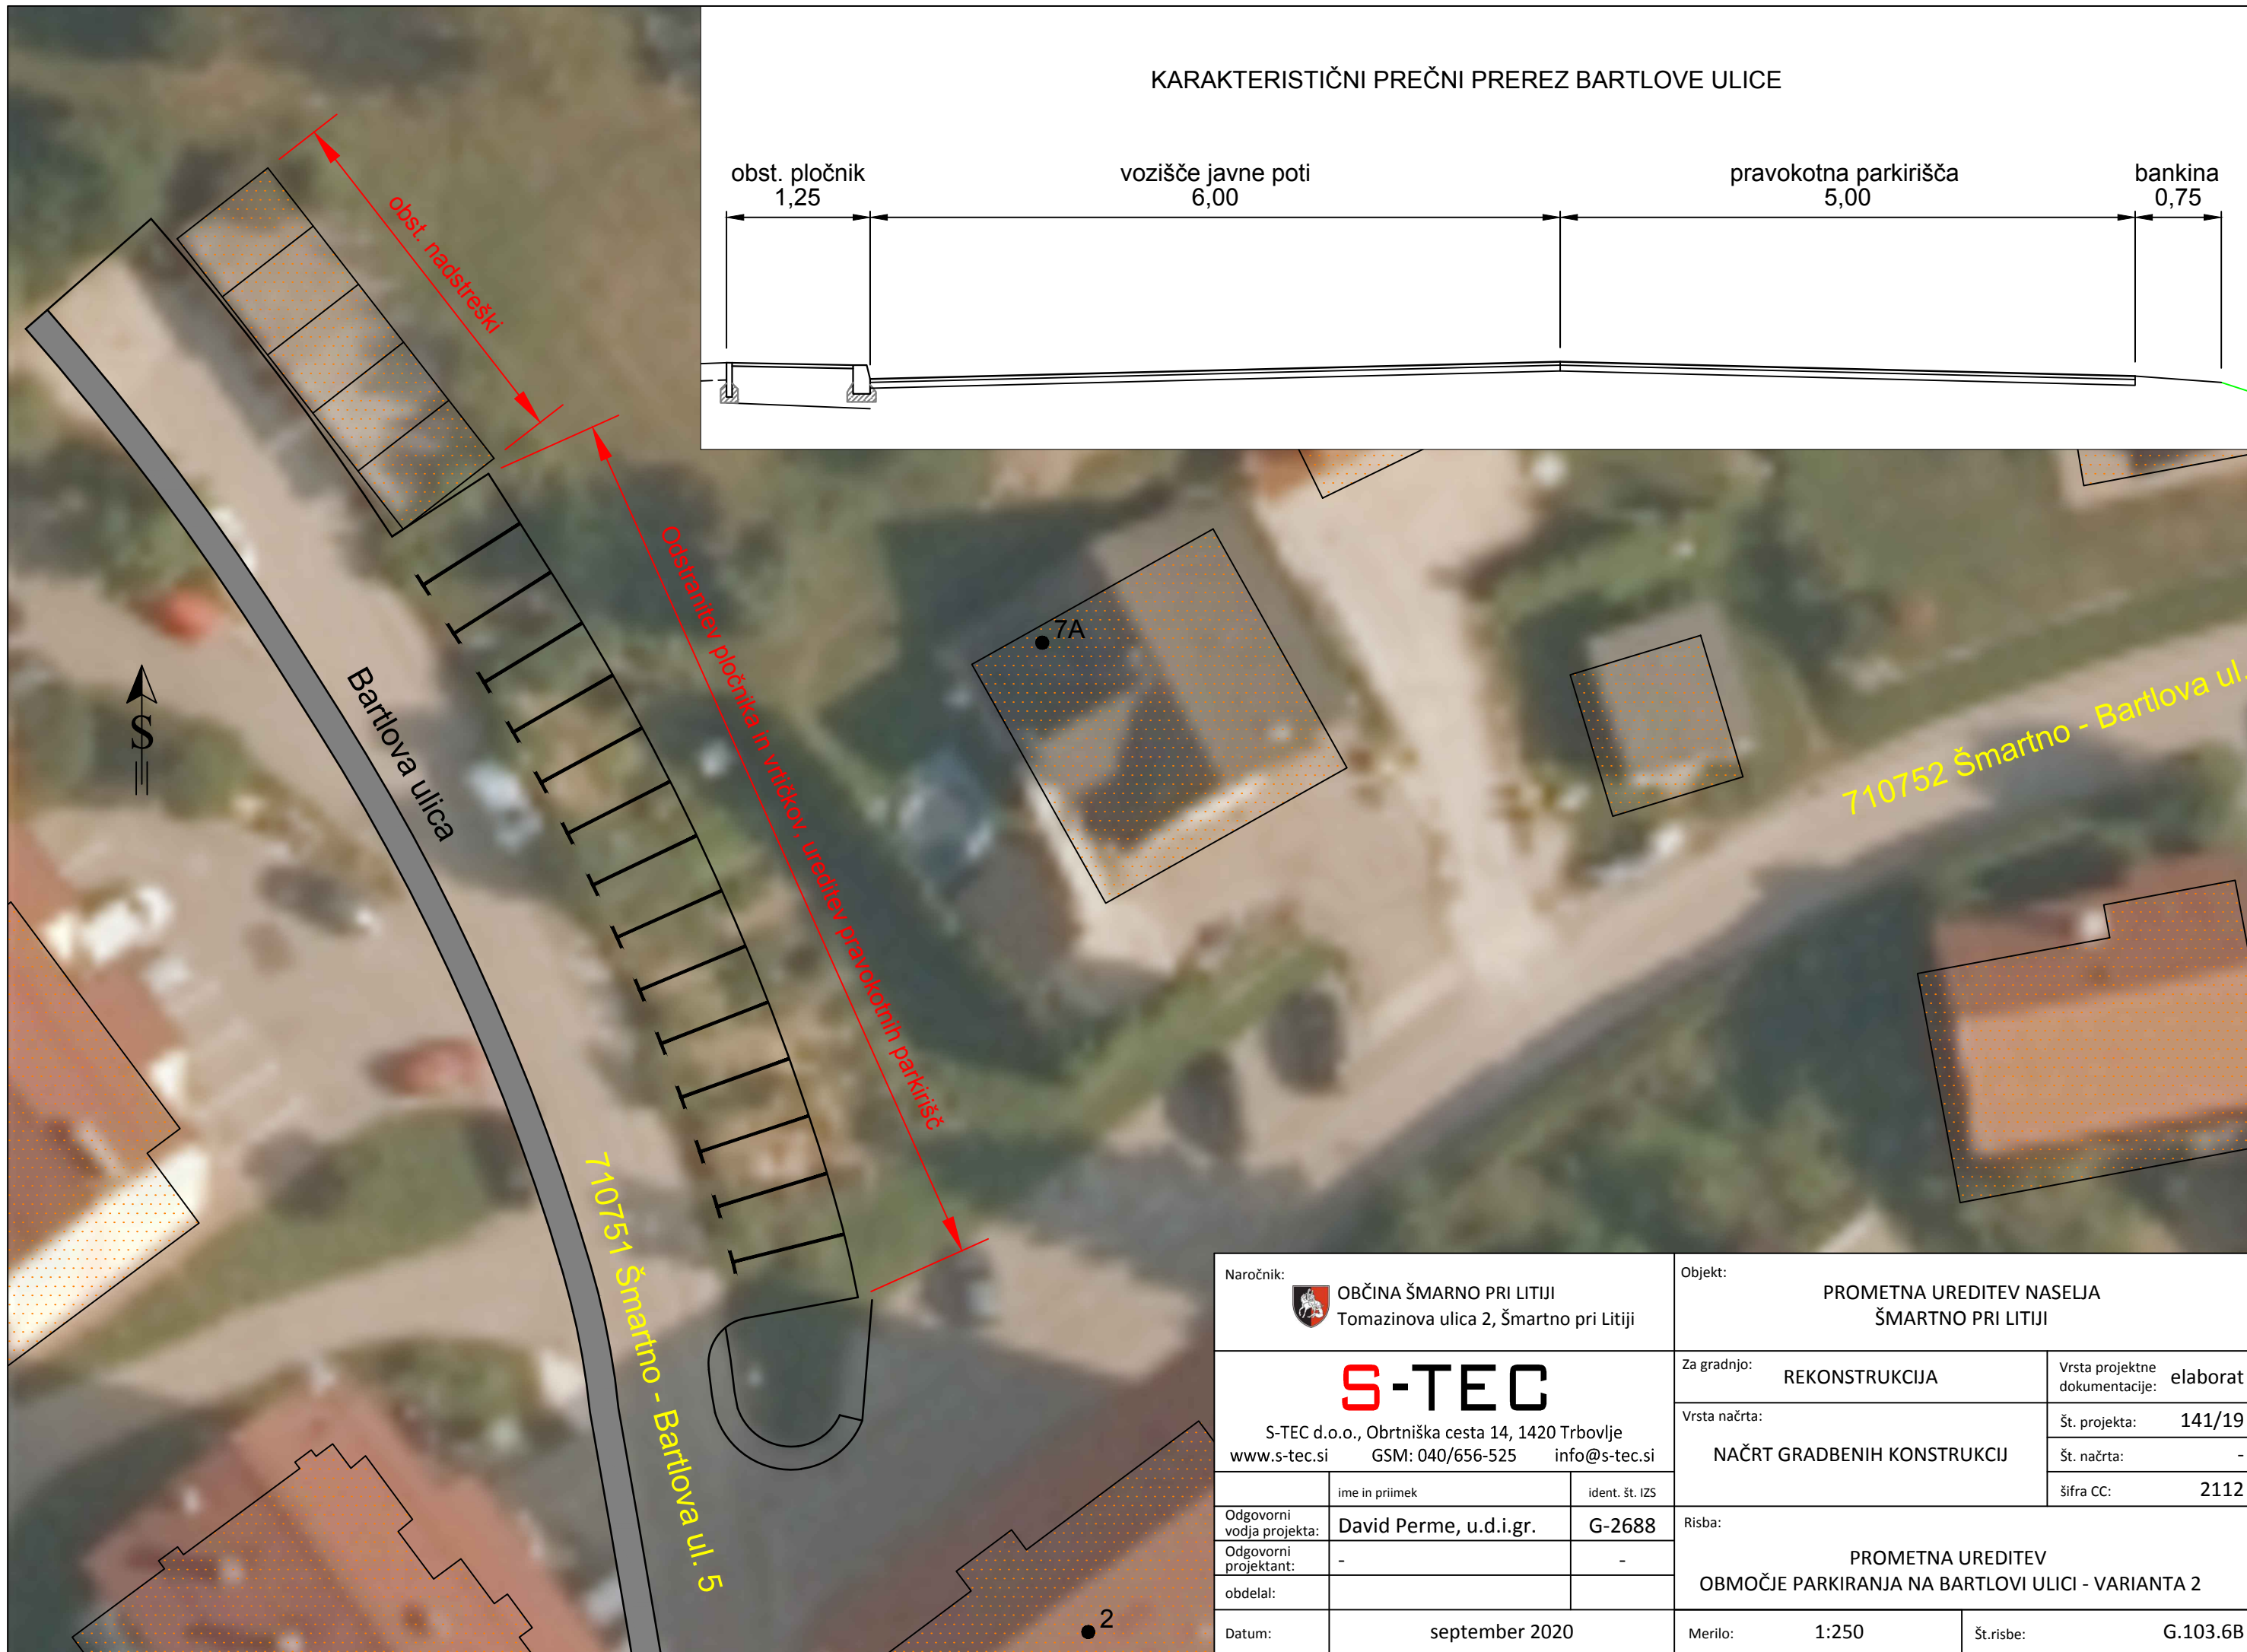 KARAKTERISTIČNI PREČNI PREREZ BARTLOVE ULICE
obst. pločnik
1,25
vozišče javne poti
6,00
pravokotna parkirišča
5,00
bankina
0,75
obst. nadstreški
Odstranitev pločnika in vrtičkov, ureditev pravokotnih parkirišč
7A
S
Bartlova ulica
710752 Šmartno - Bartlova ul.
710751 Šmartno - Bartlova ul. 5
2
Naročnik:
OBČINA ŠMARNO PRI LITIJI
Tomazinova ulica 2, Šmartno pri Litiji
Objekt:
PROMETNA UREDITEV NASELJA
ŠMARTNO PRI LITIJI
S-TEC
S-TEC d.o.o., Obrtniška cesta 14, 1420 Trbovlje
www.s-tec.si GSM: 040/656-525 info@s-tec.si
Za gradnjo: REKONSTRUKCIJA
Vrsta projektne
dokumentacije: elaborat
Vrsta načrta:
NAČRT GRADBENIH KONSTRUKCIJ
Št. projekta: 141/19
Št. načrta: -
šifra CC: 2112
ime in priimek ident. št. IZS
Odgovorni
vodja projekta: David Perme, u.d.i.gr. G-2688
Odgovorni
projektant: - -
obdelal:
Datum: september 2020
Risba:
PROMETNA UREDITEV
OBMOČJE PARKIRANJA NA BARTLOVI ULICI - VARIANTA 2
Merilo: 1:250
Št.risbe: G.103.6B